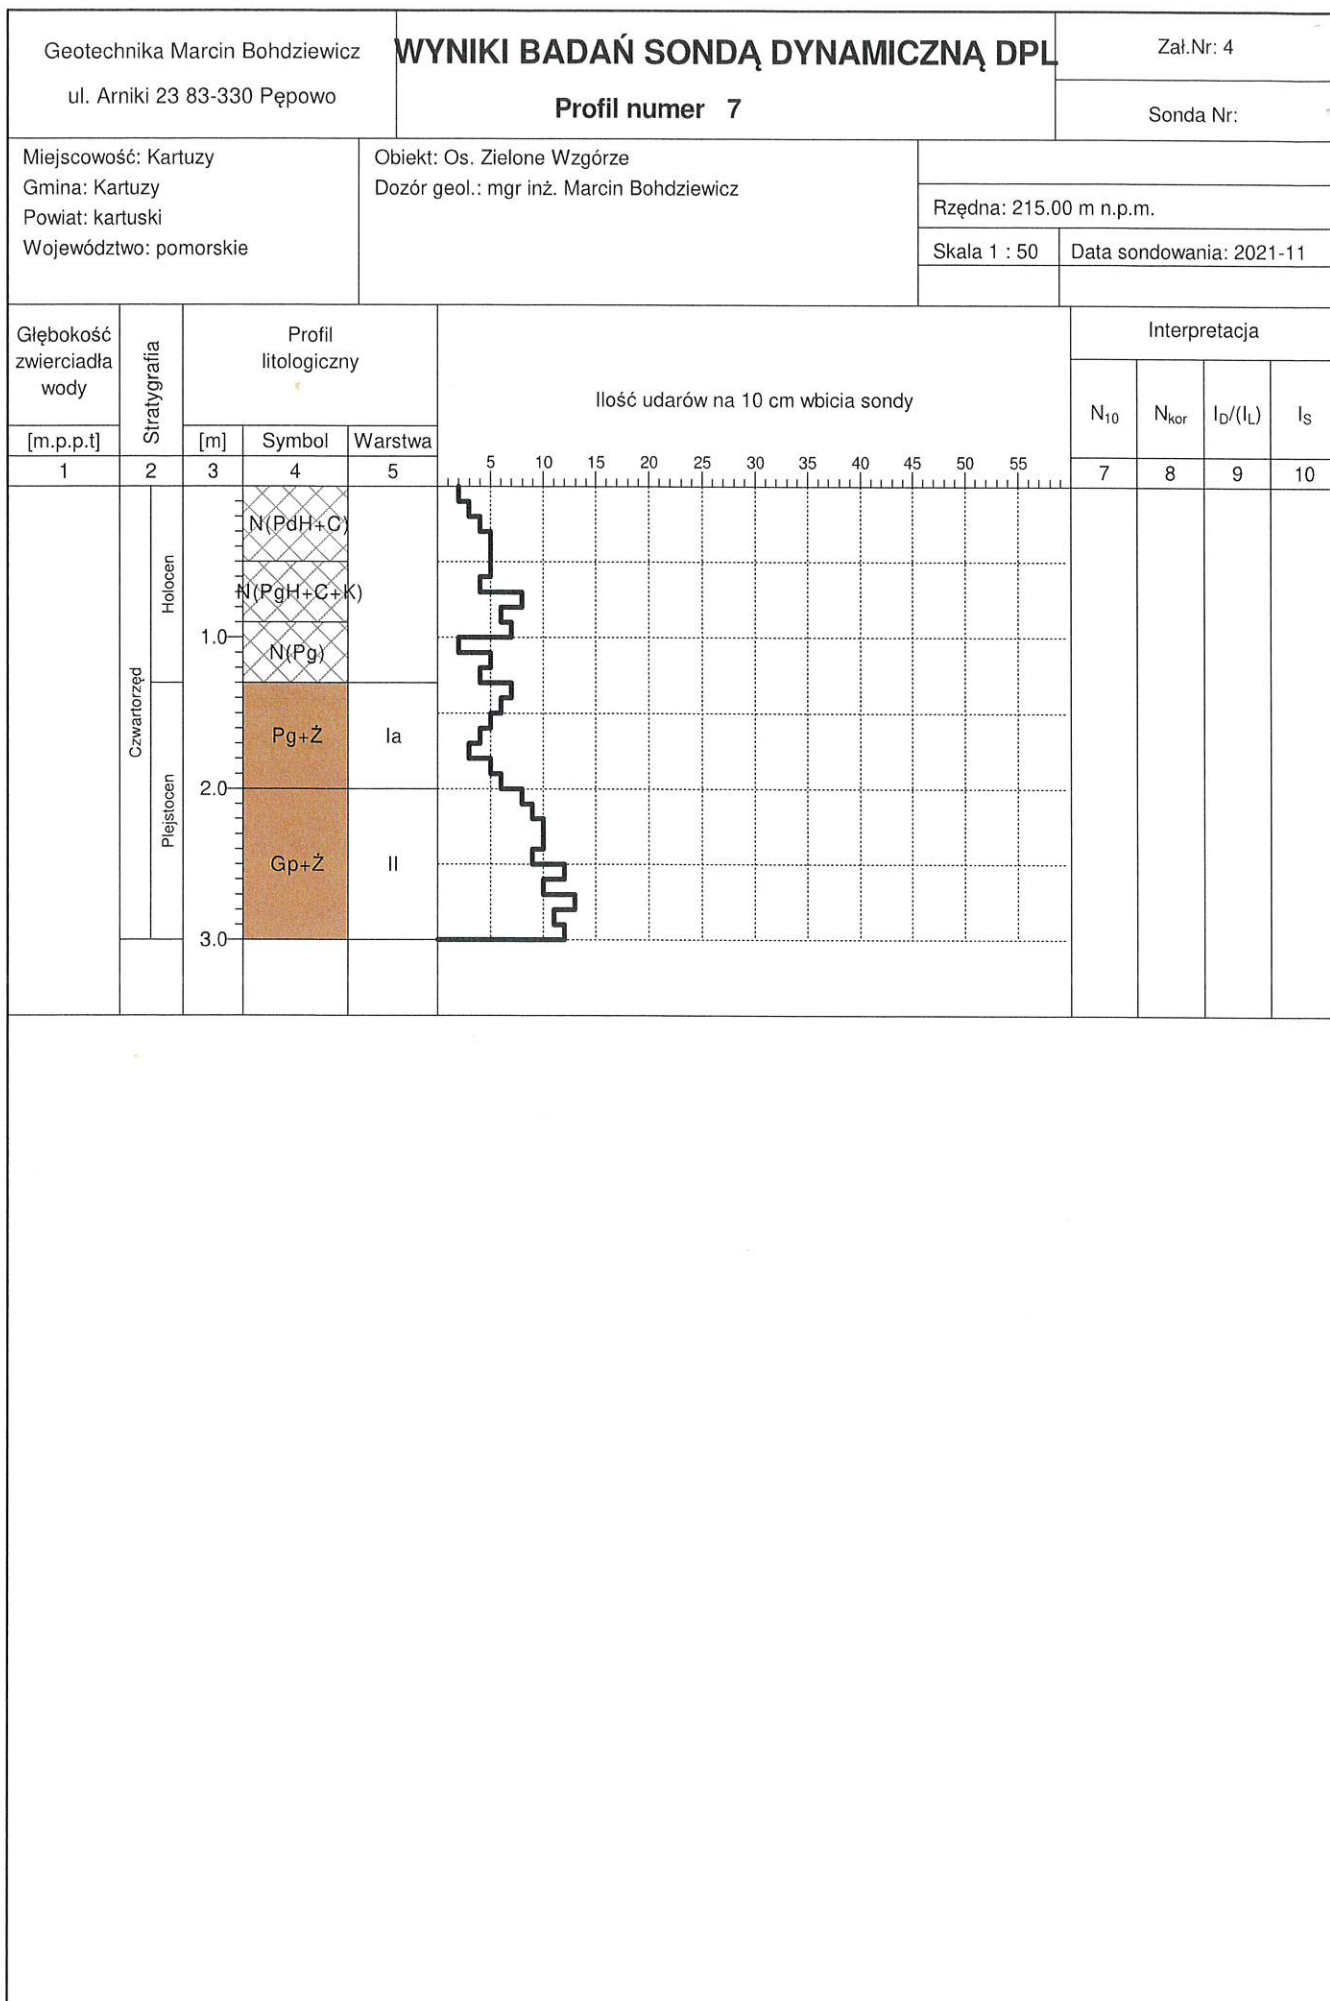 Geotechnika Marcin Bohdziewicz
ul. Arniki 23 83-330 Pępowo
WYNIKI BADAŃ SONDĄ DYNAMICZNĄ DPL
Profil numer 7
Zał.Nr: 4
Sonda Nr:
Miejscowość: Kartuzy
Gmina: Kartuzy
Powiat: kartuski
Województwo: pomorskie
Obiekt: Os. Zielone Wzgórze
Dozór geol.: mgr inż. Marcin Bohdziewicz
Rzędna: 215.00 m n.p.m.
Skala 1 : 50
Data sondowania: 2021-11
Głębokość
zwierciadła
wody
[m.p.p.t]
Stratygrafia
Profil
litologiczny
[m]
Symbol
Warstwa
Ilość udarów na 10 cm wbicia sondy
Interpretacja
N10
Nkor
ID/(IL)
IS
1
2
3
4
5
5 10 15 20 25 30 35 40 45 50 55
7
8
9
10
Czwartorzęd
Holocen
Plejstocen
1.0
2.0
3.0
N(PdH+C)
N(PgH+C+K)
N(Pg)
Pg+Ż
Ia
Gp+Ż
II